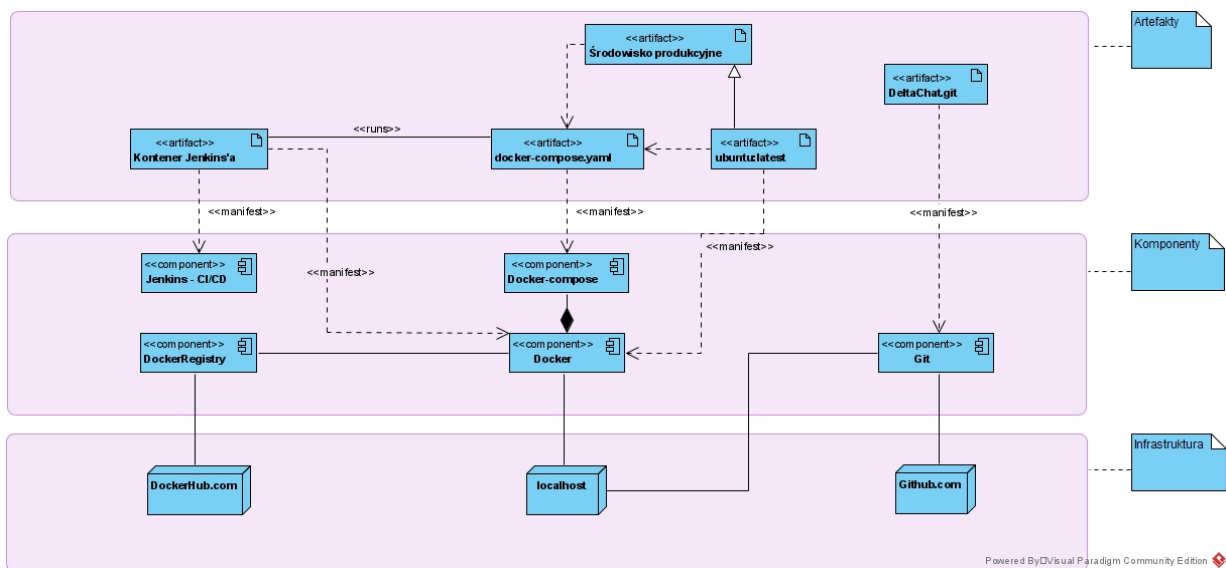 <<artifact>>
Środowisko produkcyjne
Artefakty
<<artifact>>
DeltaChat.git
<<runs>>
<<artifact>>
Kontener Jenkins'a
<<artifact>>
docker-compose.yaml
<<artifact>>
ubuntu:latest
<<manifest>>
<<manifest>>
<<manifest>>
<<manifest>>
<<manifest>>
Komponenty
<<component>>
Jenkins - CI/CD
<<component>>
Docker-compose
<<component>>
DockerRegistry
<<component>>
Docker
<<component>>
Git
Infrastruktura
DockerHub.com
localhost
Github.com
Powered By Visual Paradigm Community Edition